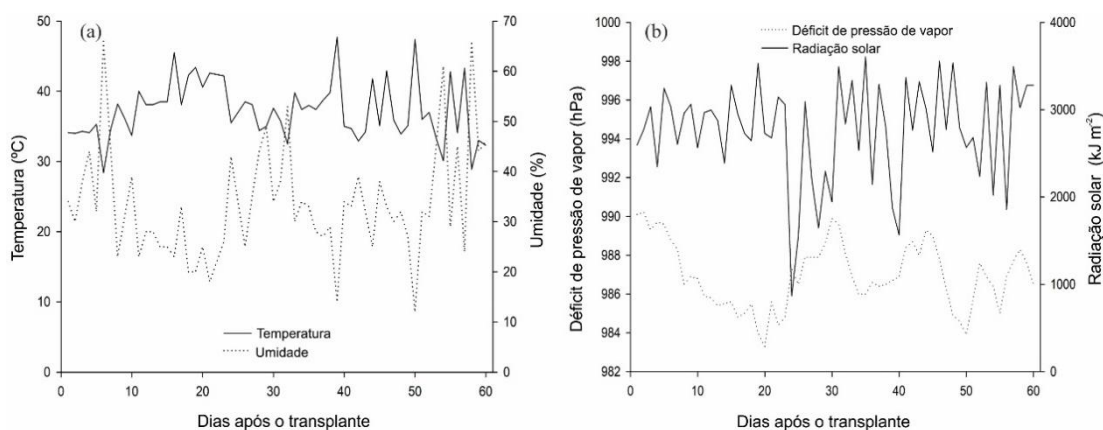 (a)
50
40
30
20
10
0
Temperatura (ºC)
70
60
50
40
30
20
10
0
Umidade (%)
Temperatura
Umidade
0 10 20 30 40 50 60
Dias após o transplante
(b)
1000
998
996
994
992
990
988
986
984
982
Déficit de pressão de vapor (hPa)
Déficit de pressão de vapor
Radiação solar
4000
3000
2000
1000
0
Radiação solar (kJ m⁻²)
0 10 20 30 40 50 60
Dias após o transplante